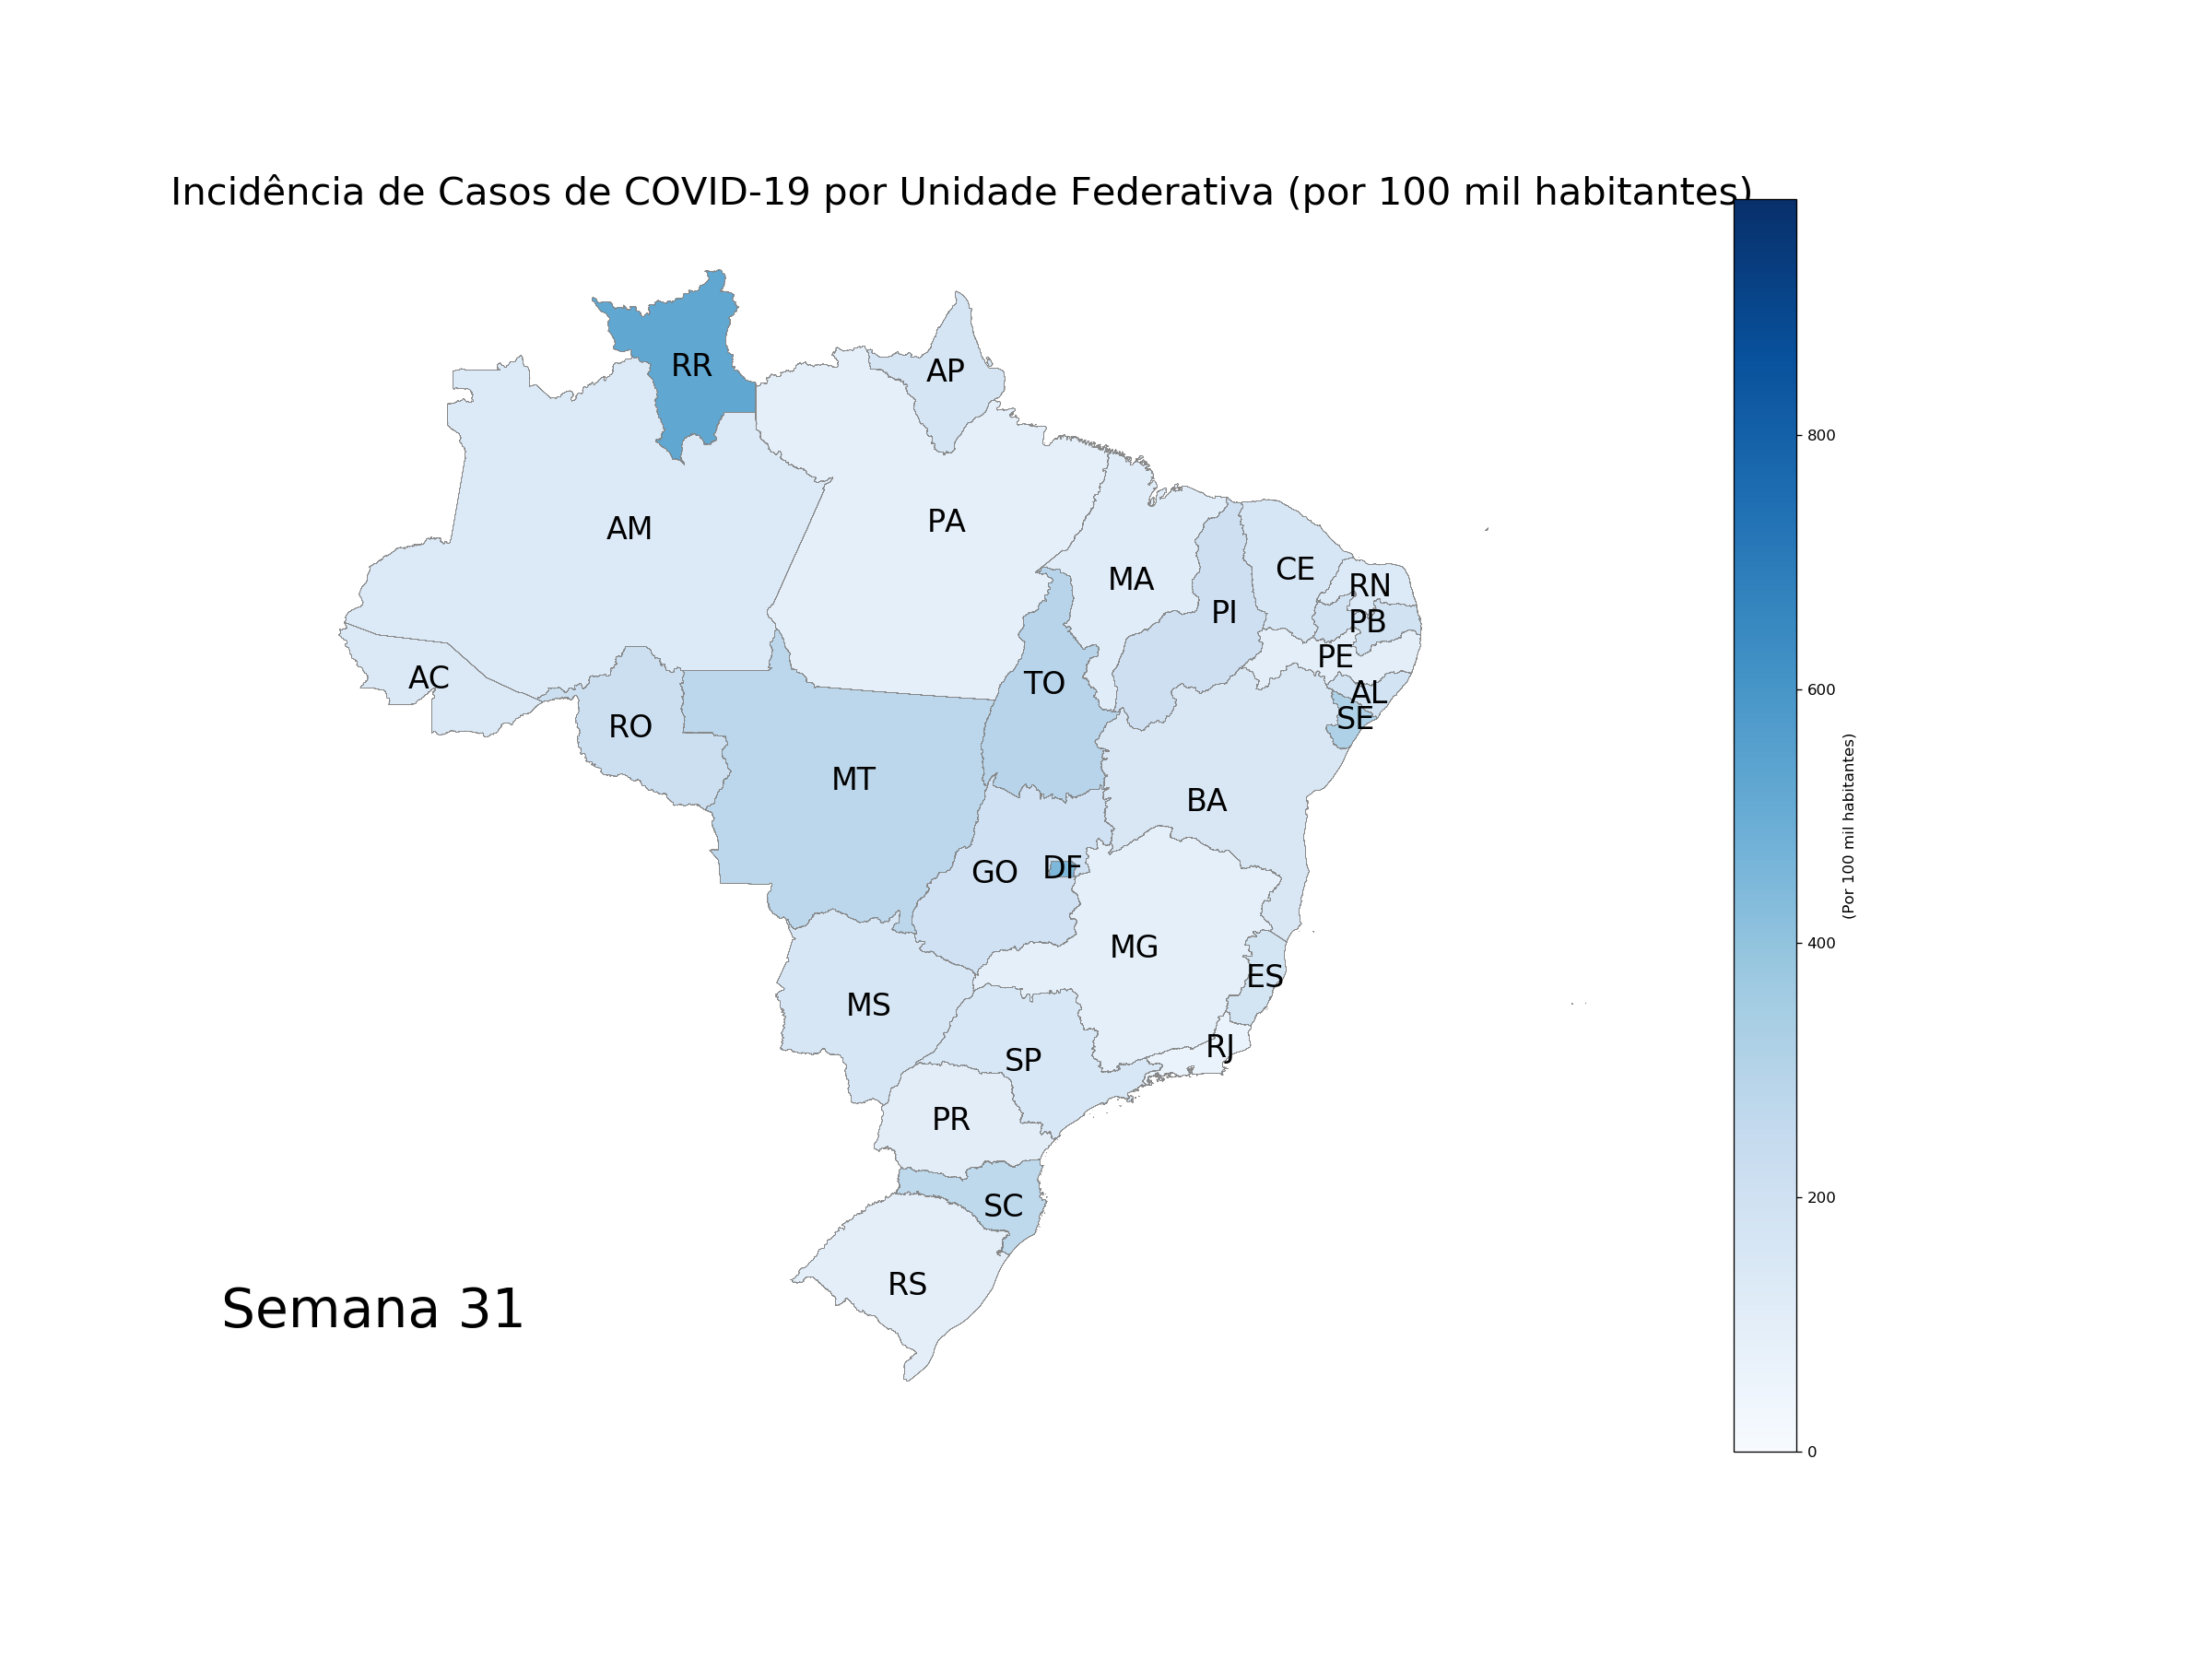 Incidência de Casos de COVID-19 por Unidade Federativa (por 100 mil habitantes)
RR
AP
AM
PA
CE
MA
RN
PI
PB
PE
AC
TO
AL
SE
RO
MT
BA
GO
DF
MG
ES
MS
RJ
SP
PR
SC
RS
Semana 31
800
600
400
200
0
(Por 100 mil habitantes)